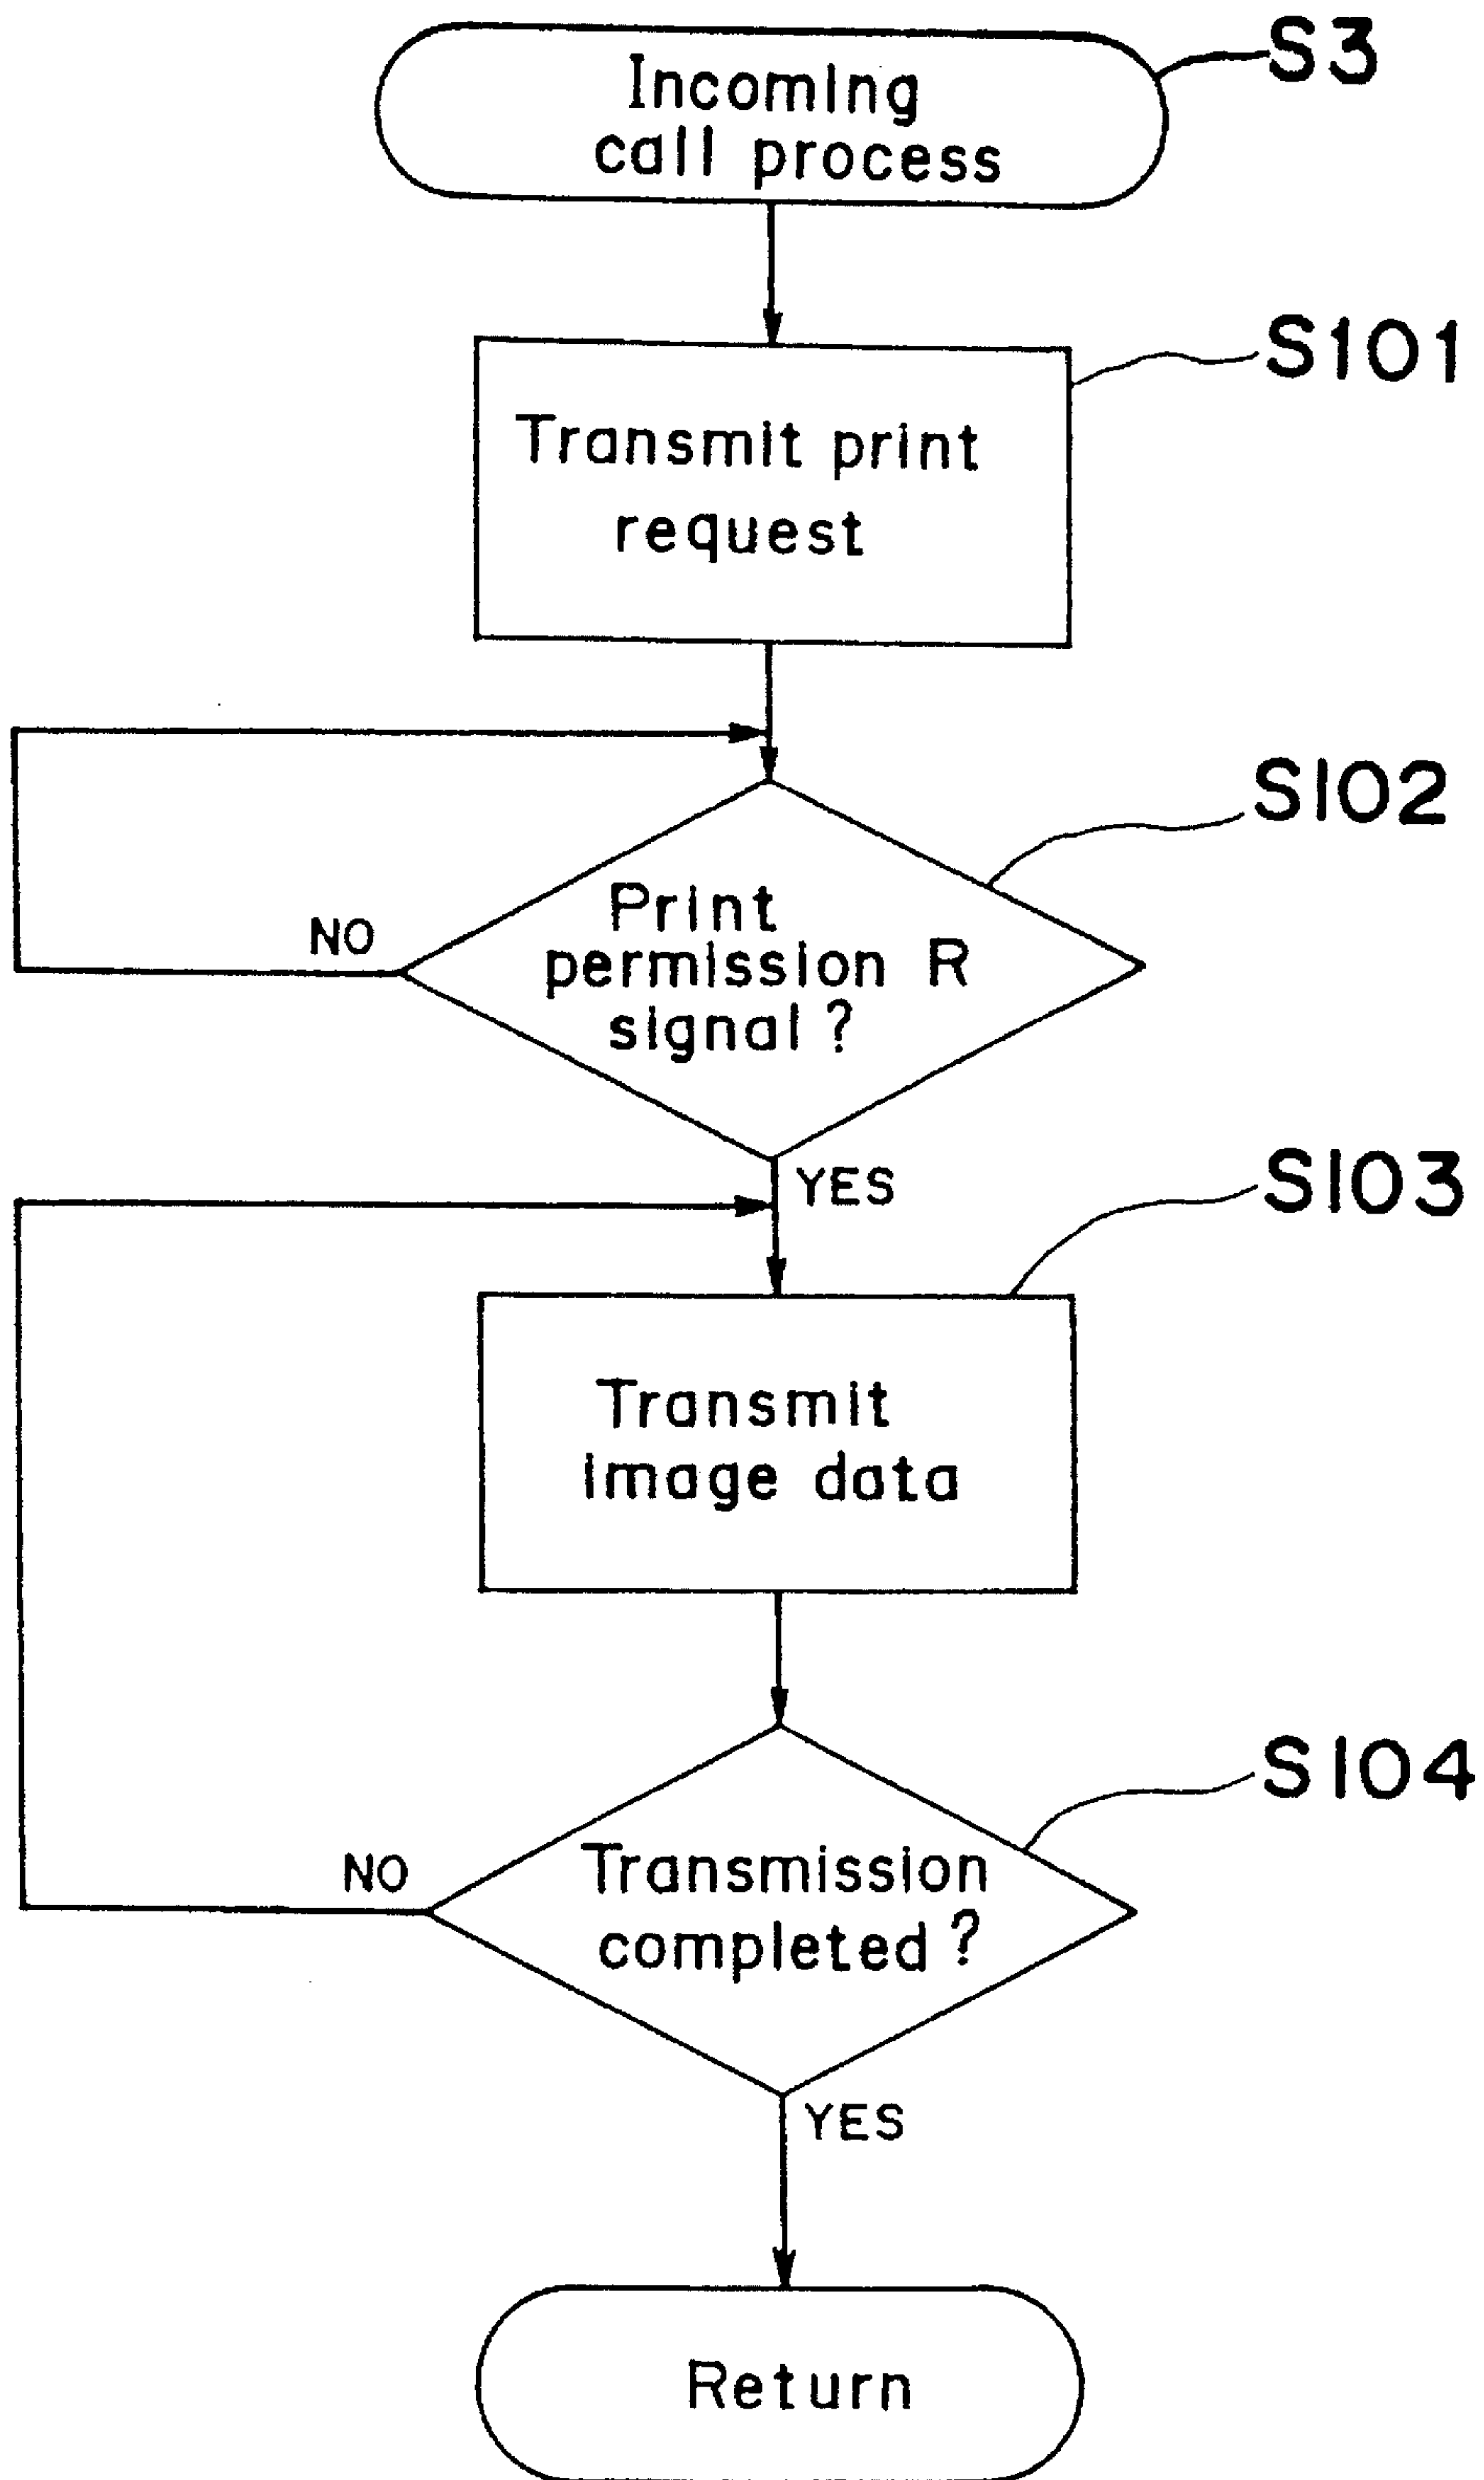 Incoming
call process
S3
Transmit print
request
S101
Print
permission R
signal ?
S102
NO
YES
Transmit
image data
S103
Transmission
completed ?
S104
NO
YES
Return